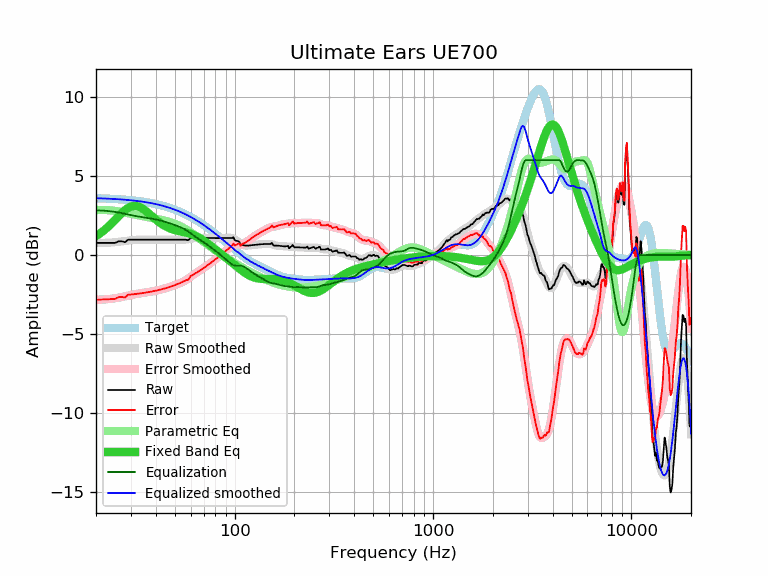 Ultimate Ears UE700
10
5
0
−5
−10
−15
Amplitude (dBr)
Target
Raw Smoothed
Error Smoothed
Raw
Error
Parametric Eq
Fixed Band Eq
Equalization
Equalized smoothed
100 1000 10000
Frequency (Hz)